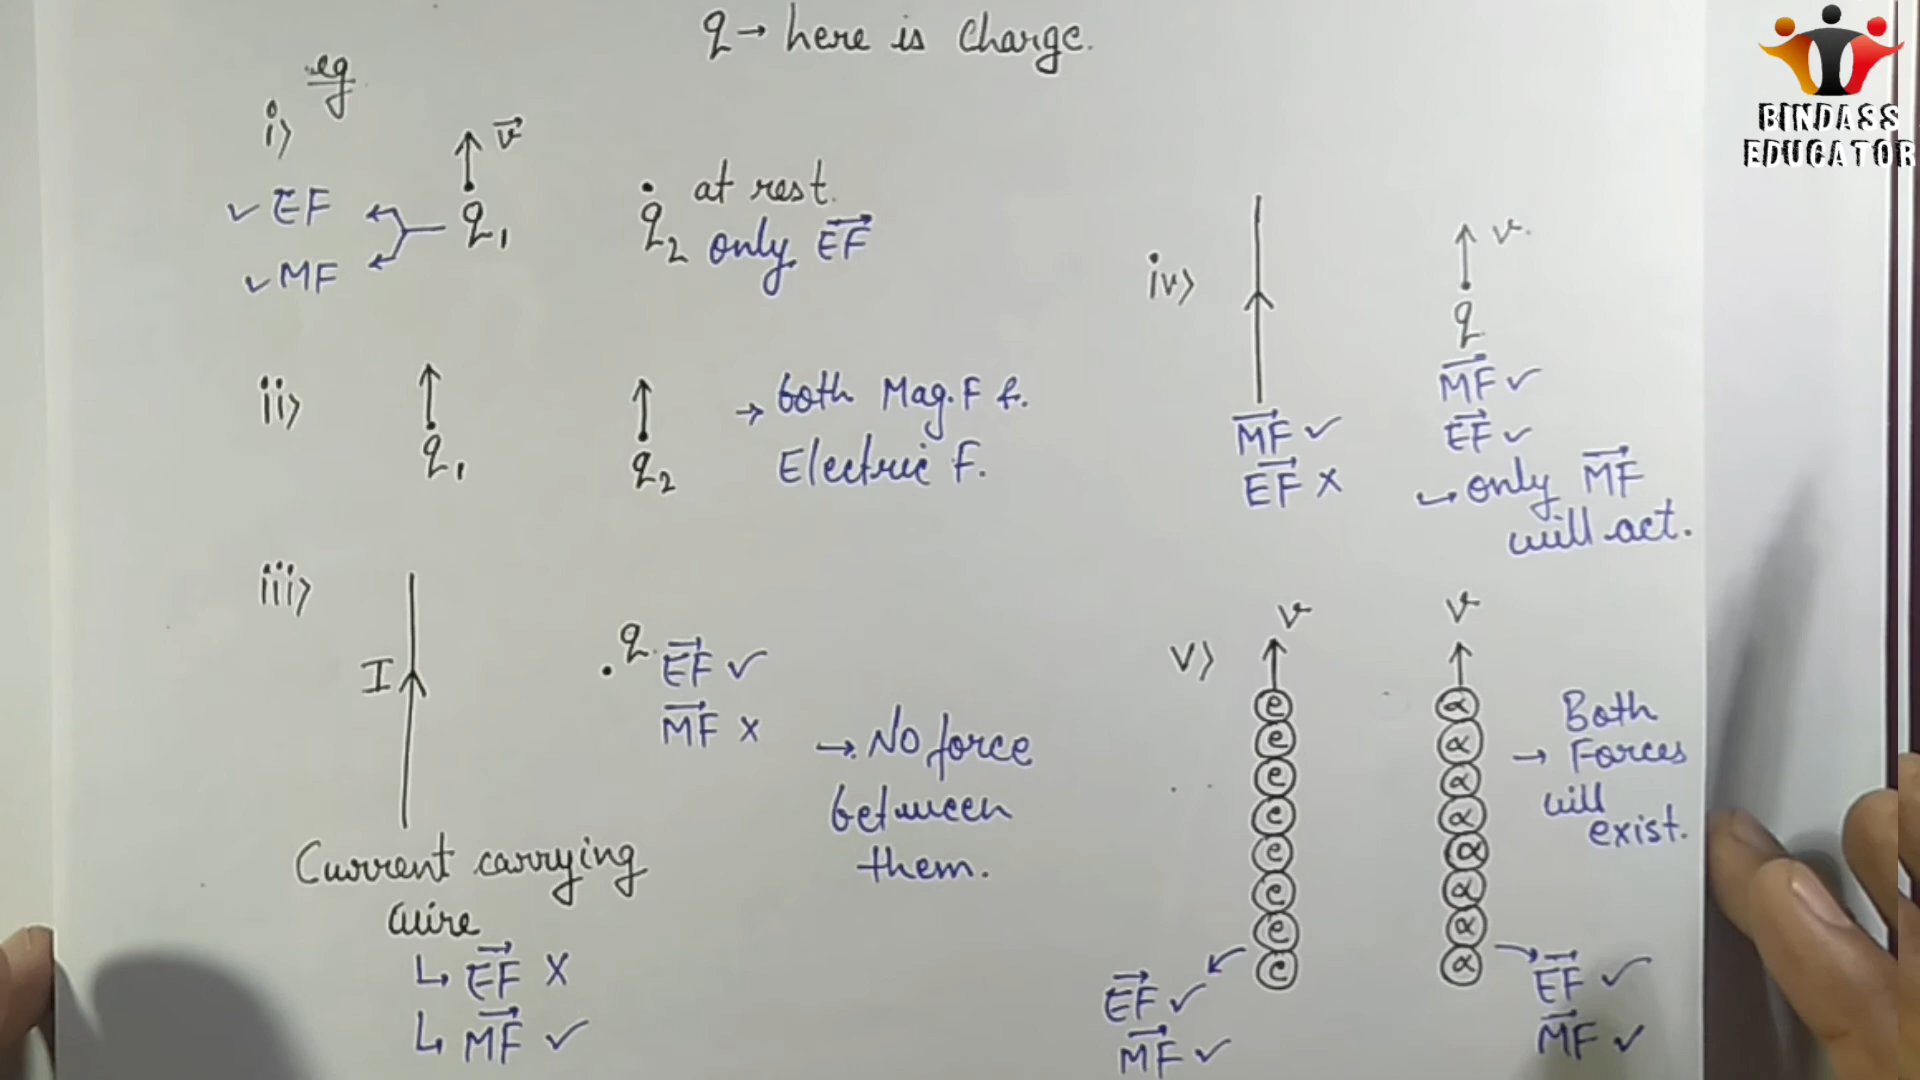 q → here is charge.
eg
i>
v
✓ EF
✓ MF
q1
at rest.
q2 only EF
ii>
q1
q2
→ both Mag. F &.
Electric F.
iii>
I
q
EF ✓
MF x
→ No force
between
them.
Current carrying
wire
↳ EF X
↳ MF ✓
iv>
MF ✓
EF x
v.
q
MF ✓
EF ✓
↳ only MF
will act.
v>
v
e
e
e
e
e
e
e
e
EF ✓
MF ✓
v
α
α
α
α
α
α
α
α
Both
→ Forces
will
exist.
EF ✓
MF ✓
BINDASS
EDUCATOR